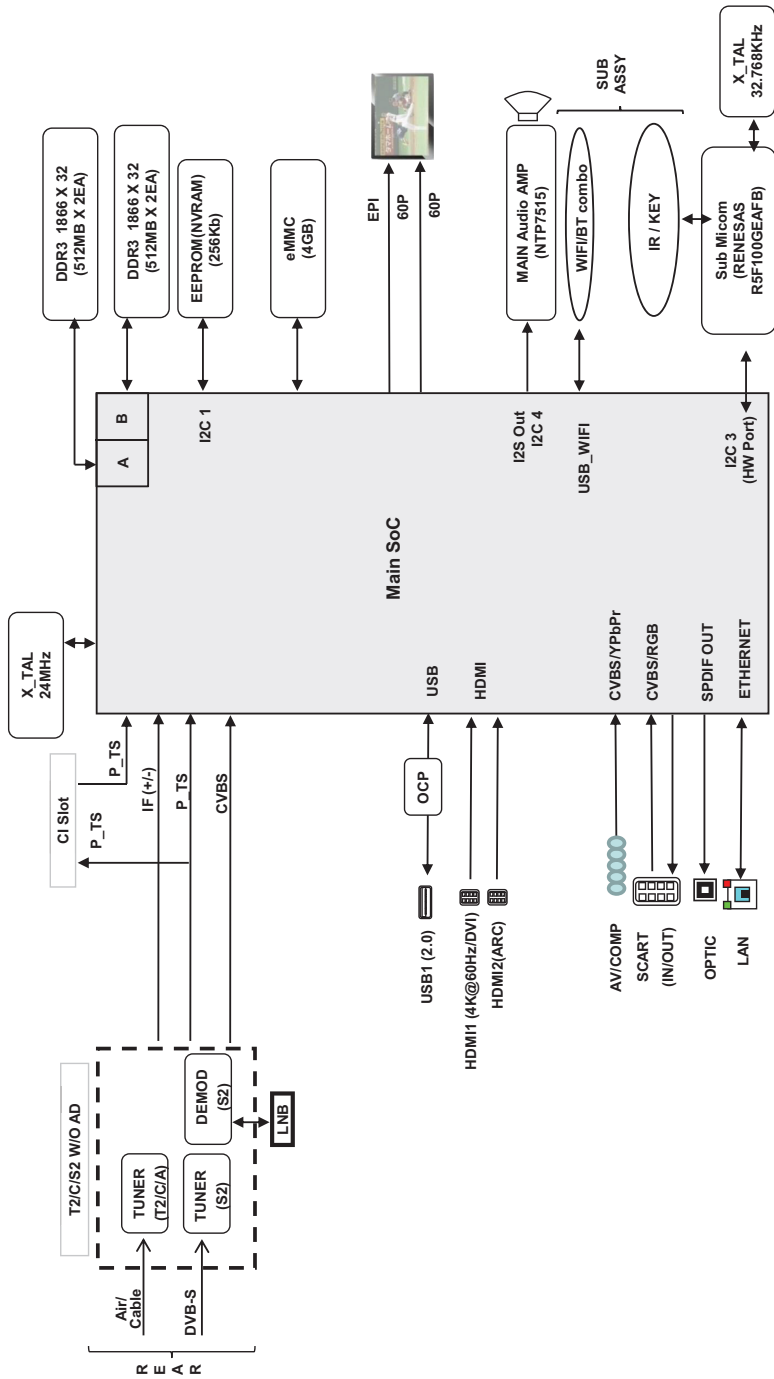 REAR
Air/
Cable
DVB-S
T2/C/S2 W/O AD
TUNER
(T2/C/A)
TUNER
(S2)
DEMOD
(S2)
LNB
CI Slot
P_TS
P_TS
IF (+/-)
P_TS
CVBS
X_TAL
24MHz
Main SoC
A
B
DDR3 1866 X 32
(512MB X 2EA)
DDR3 1866 X 32
(512MB X 2EA)
I2C 1
EEPROM(NVRAM)
(256Kb)
eMMC
(4GB)
EPI
60P
60P
USB1 (2.0)
OCP
USB
HDMI1 (4K@60Hz/DVI)
HDMI2(ARC)
HDMI
I2S Out
I2C 4
MAIN Audio AMP
(NTP7515)
USB_WIFI
WIFI/BT combo
SUB
ASSY
IR / KEY
AV/COMP
CVBS/YPbPr
SCART
(IN/OUT)
CVBS/RGB
OPTIC
SPDIF OUT
LAN
ETHERNET
I2C 3
(HW Port)
Sub Micom
(RENESAS
R5F100GEAFB)
X_TAL
32.768KHz